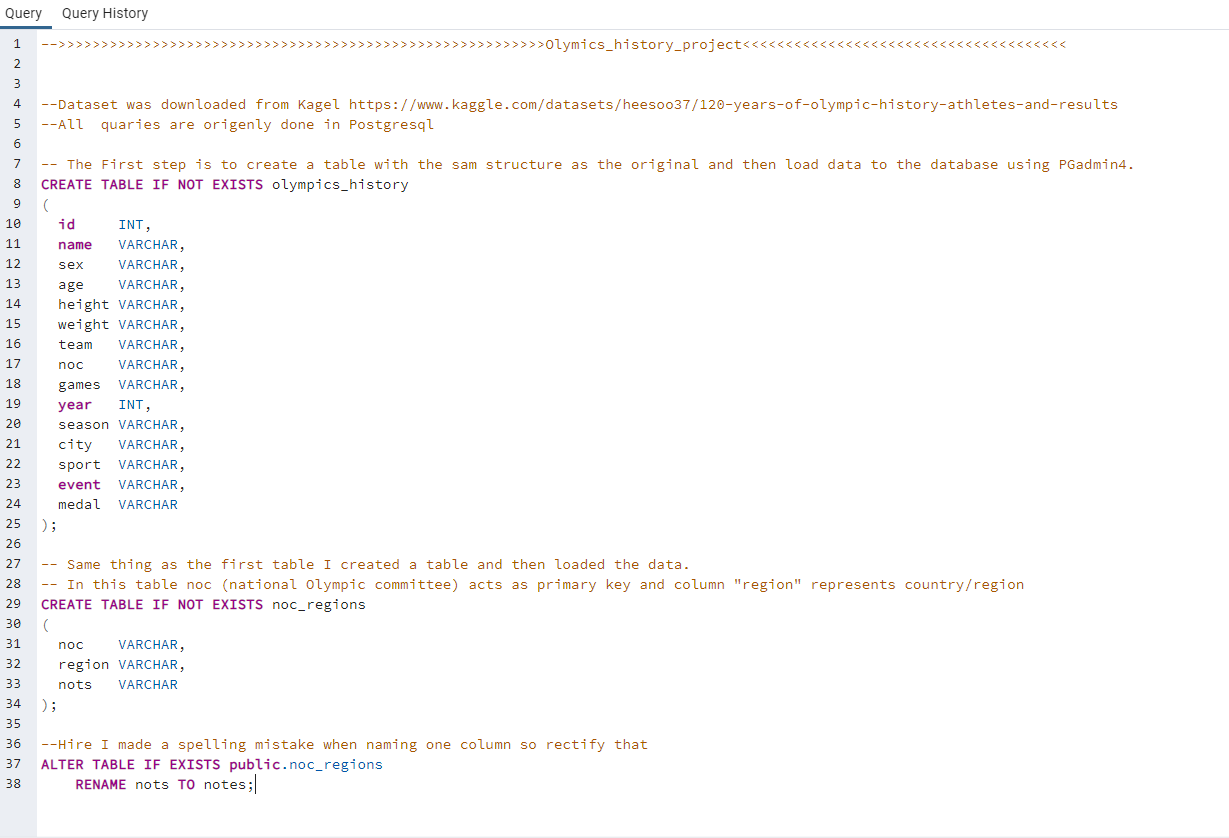 Query Query History
1 -->>>>>>>>>>>>>>>>>>>>>>>>>>>>>>>>>>>>>>>>>>>>>>>>>>>>>>>>>Olymics_history_project<<<<<<<<<<<<<<<<<<<<<<<<<<<<<<<<<<<<<<
2
3
4 --Dataset was downloaded from Kagel https://www.kaggle.com/datasets/heesoo37/120-years-of-olympic-history-athletes-and-results
5 --All  quaries are origenly done in Postgresql
6
7 -- The First step is to create a table with the sam structure as the original and then load data to the database using PGadmin4.
8 CREATE TABLE IF NOT EXISTS olympics_history
9 (
10 id     INT,
11 name   VARCHAR,
12 sex    VARCHAR,
13 age    VARCHAR,
14 height VARCHAR,
15 weight VARCHAR,
16 team   VARCHAR,
17 noc    VARCHAR,
18 games  VARCHAR,
19 year   INT,
20 season VARCHAR,
21 city   VARCHAR,
22 sport  VARCHAR,
23 event  VARCHAR,
24 medal  VARCHAR
25 );
26
27 -- Same thing as the first table I created a table and then loaded the data.
28 -- In this table noc (national Olympic committee) acts as primary key and column "region" represents country/region
29 CREATE TABLE IF NOT EXISTS noc_regions
30 (
31 noc    VARCHAR,
32 region VARCHAR,
33 nots   VARCHAR
34 );
35
36 --Hire I made a spelling mistake when naming one column so rectify that
37 ALTER TABLE IF EXISTS public.noc_regions
38 RENAME nots TO notes;